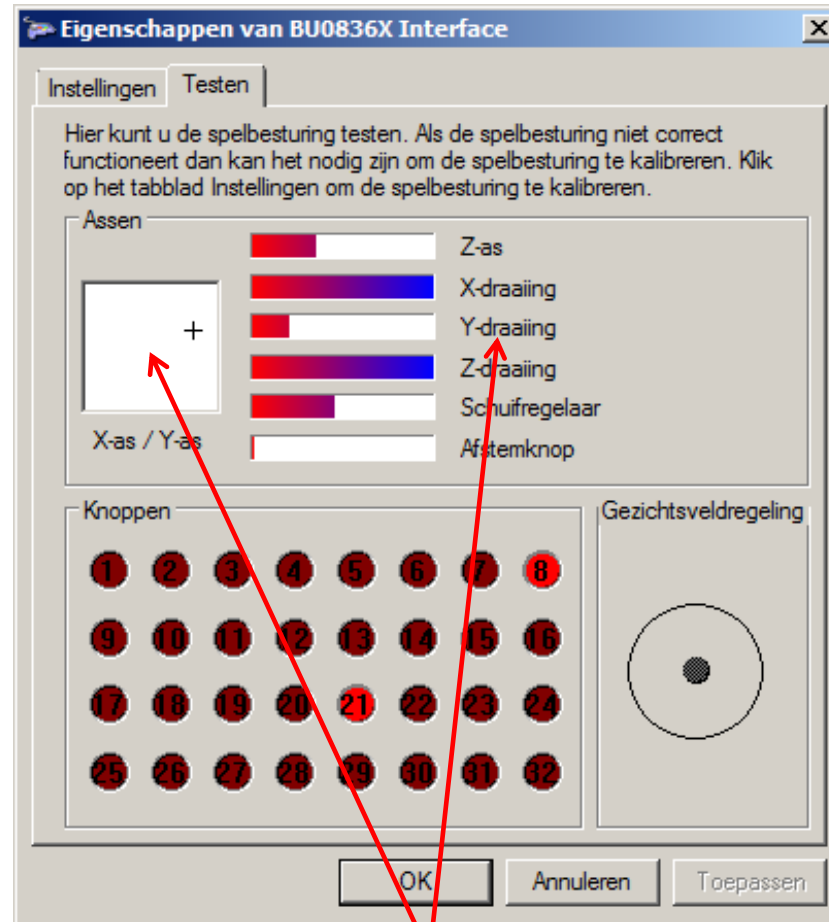 Eigenschappen van BU0836X Interface
Instellingen Testen
Hier kunt u de spelbesturing testen. Als de spelbesturing niet correct
functioneert dan kan het nodig zijn om de spelbesturing te kalibreren. Klik
op het tabblad Instellingen om de spelbesturing te kalibreren.
Assen
Z-as
X-draaiing
Y-draaiing
Z-draaiing
Schuifregelaar
Afstemknop
X-as / Y-as
Knoppen
1 2 3 4 5 6 7 8
9 10 11 12 13 14 15 16
17 18 19 20 21 22 23 24
25 26 27 28 29 30 31 32
Gezichtsveldregeling
OK Annuleren Toepassen